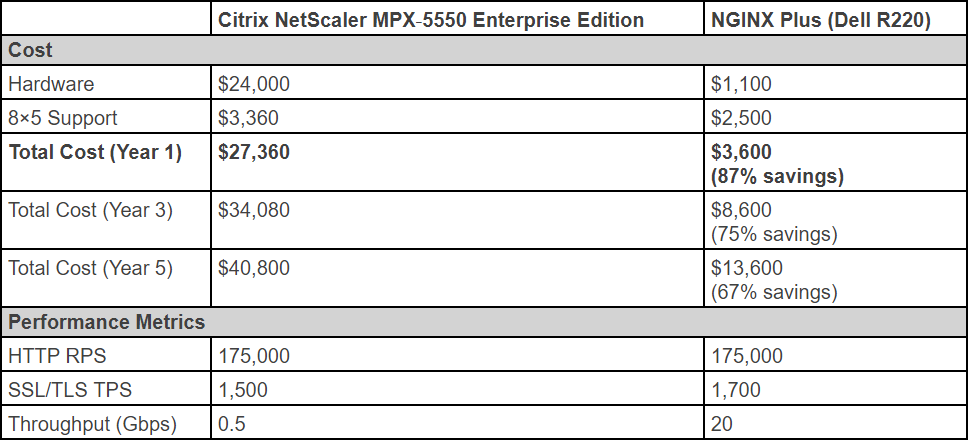 Citrix NetScaler MPX-5550 Enterprise Edition NGINX Plus (Dell R220)
Cost
Hardware $24,000 $1,100
8×5 Support $3,360 $2,500
Total Cost (Year 1) $27,360 $3,600
(87% savings)
Total Cost (Year 3) $34,080 $8,600
(75% savings)
Total Cost (Year 5) $40,800 $13,600
(67% savings)
Performance Metrics
HTTP RPS 175,000 175,000
SSL/TLS TPS 1,500 1,700
Throughput (Gbps) 0.5 20